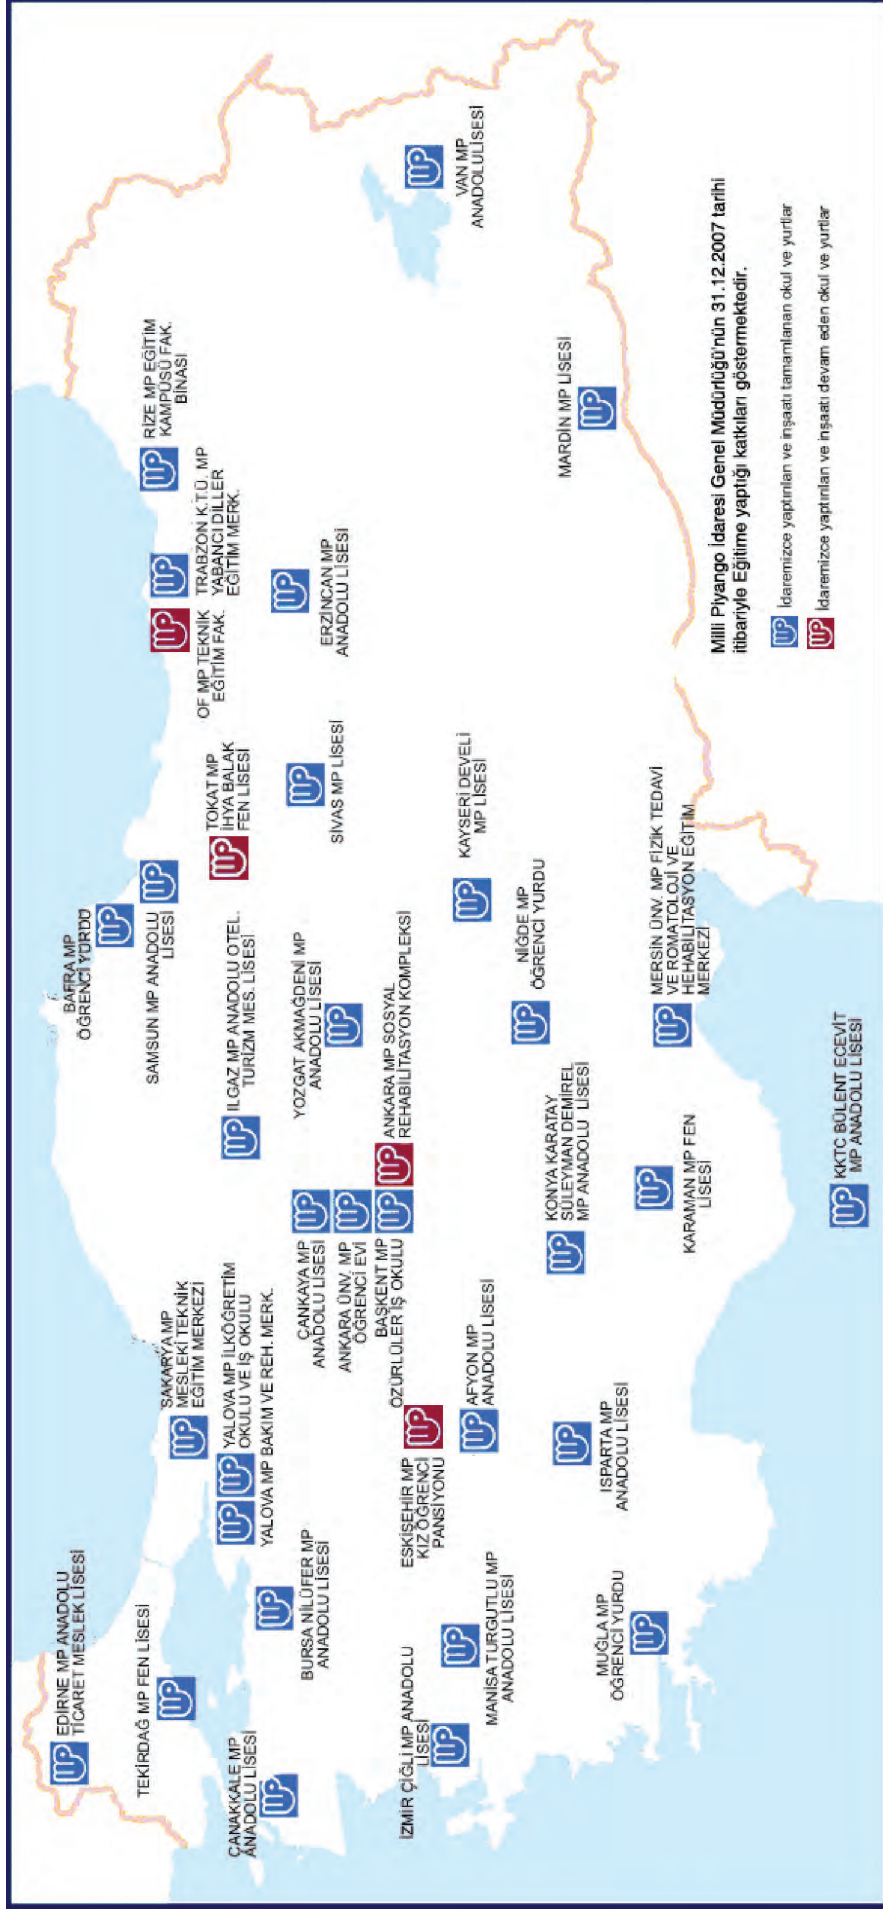 EDİRNE MP ANADOLU
TİCARET MESLEK LİSESİ
TEKİRDAĞ MP FEN LİSESİ
ÇANAKKALE MP
ANADOLU LİSESİ
SAKARYA MP
MESLEKİ TEKNİK
EĞİTİM MERKEZİ
YALOVA MP İLKÖĞRETİM
OKULU VE İŞ OKULU
YALOVA MP BAKIM VE REH. MERK.
BURSA NİLÜFER MP
ANADOLU LİSESİ
BAFRA MP
ÖĞRENCİ YURDU
SAMSUN MP ANADOLU
LİSESİ
ILGAZ MP ANADOLU OTEL.
TURİZM MES. LİSESİ
TOKAT MP
İHYA BALAK
FEN LİSESİ
OF MP TEKNİK
EĞİTİM FAK.
TRABZON K.T.Ü. MP
YABANCI DİLLER
EĞİTİM MERK.
RİZE MP EĞİTİM
KAMPÜSÜ FAK.
BİNASI
ÇANKAYA MP
ANADOLU LİSESİ
ANKARA ÜNV. MP
ÖĞRENCİ EVİ
BAŞKENT MP
ÖZÜRLÜLER İŞ OKULU
YOZGAT AKMAĞDENİ MP
ANADOLU LİSESİ
ANKARA MP SOSYAL
REHABİLİTASYON KOMPLEKSİ
SİVAS MP LİSESİ
ERZİNCAN MP
ANADOLU LİSESİ
VAN MP
ANADOLULİSESİ
ESKİŞEHİR MP
KIZ ÖĞRENCİ
PANSİYONU
AFYON MP
ANADOLU LİSESİ
İZMİR ÇİĞLİ MP ANADOLU
LİSESİ
MANİSA TURGUTLU MP
ANADOLU LİSESİ
KAYSERİ DEVELİ
MP LİSESİ
NİĞDE MP
ÖĞRENCİ YURDU
KONYA KARATAY
SÜLEYMAN DEMİREL
MP ANADOLU LİSESİ
MARDİN MP LİSESİ
ISPARTA MP
ANADOLU LİSESİ
MUĞLA MP
ÖĞRENCİ YURDU
KARAMAN MP FEN
LİSESİ
MERSİN ÜNV. MP FİZİK TEDAVİ
VE ROMATOLOJİ VE
HEHABİLİTASYON EĞİTİM
MERKEZİ
KKTC BÜLENT ECEVİT
MP ANADOLU LİSESİ
Milli Piyango İdaresi Genel Müdürlüğü'nün 31.12.2007 tarihi
itibariyle Eğitime yaptığı katkıları göstermektedir.
İdaremizce yaptırılan ve inşaatı tamamlanan okul ve yurtlar
İdaremizce yaptırılan ve inşaatı devam eden okul ve yurtlar